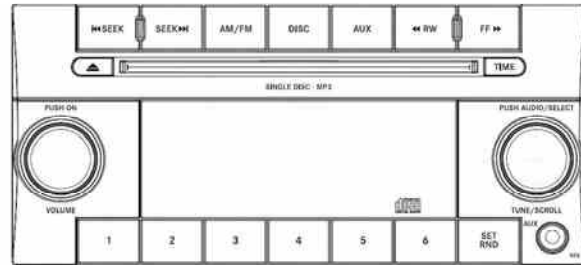 ⏮ SEEK SEEK ⏭ AM/FM DISC AUX ◀◀ RW FF ▶▶
TIME
SINGLE DISC · MP3
PUSH ON PUSH AUDIO/SELECT
VOLUME TUNE/SCROLL
AUX
1 2 3 4 5 6 SET
RND